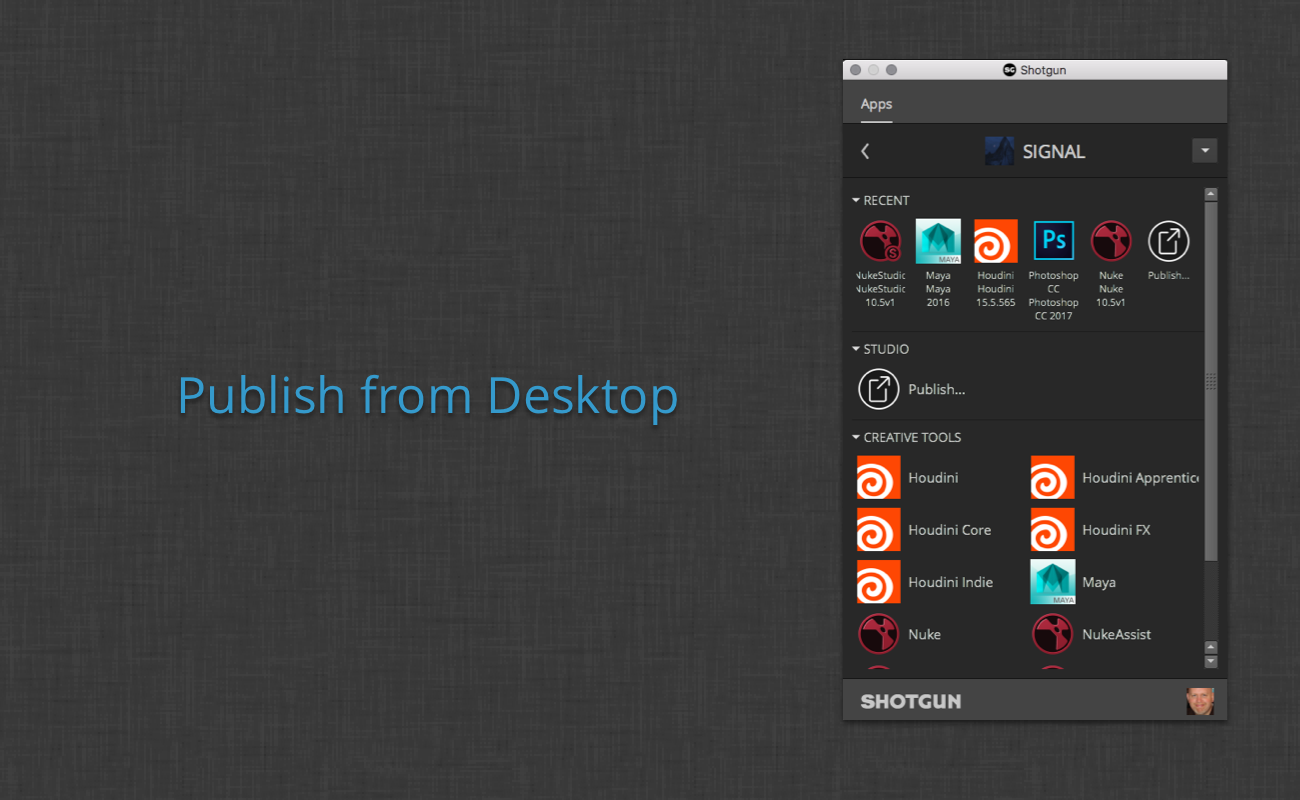 Publish from Desktop
Shotgun
Apps
SIGNAL
RECENT
NukeStudio Maya Houdini Photoshop Nuke Publish...
NukeStudio Maya Houdini CC Nuke
10.5v1 2016 15.5.565 Photoshop 10.5v1
CC 2017
STUDIO
Publish...
CREATIVE TOOLS
Houdini Houdini Apprentice
Houdini Core Houdini FX
Houdini Indie Maya
Nuke NukeAssist
SHOTGUN